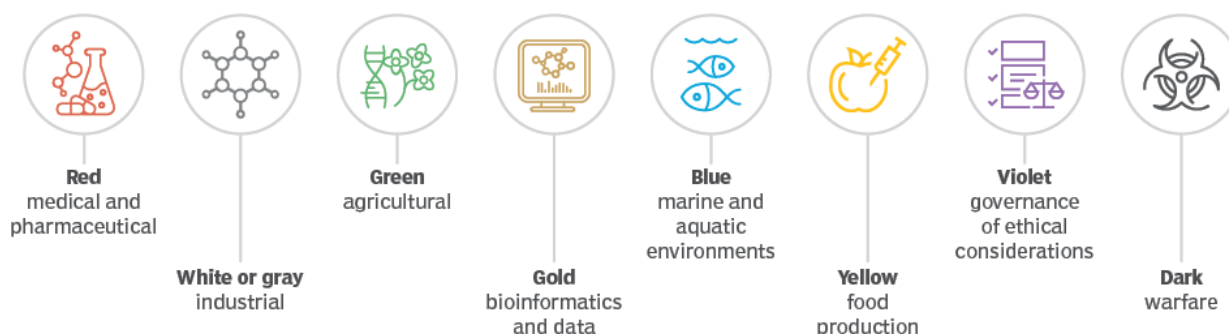 Red
medical and
pharmaceutical
White or gray
industrial
Green
agricultural
Gold
bioinformatics
and data
Blue
marine and
aquatic
environments
Yellow
food
production
Violet
governance
of ethical
considerations
Dark
warfare